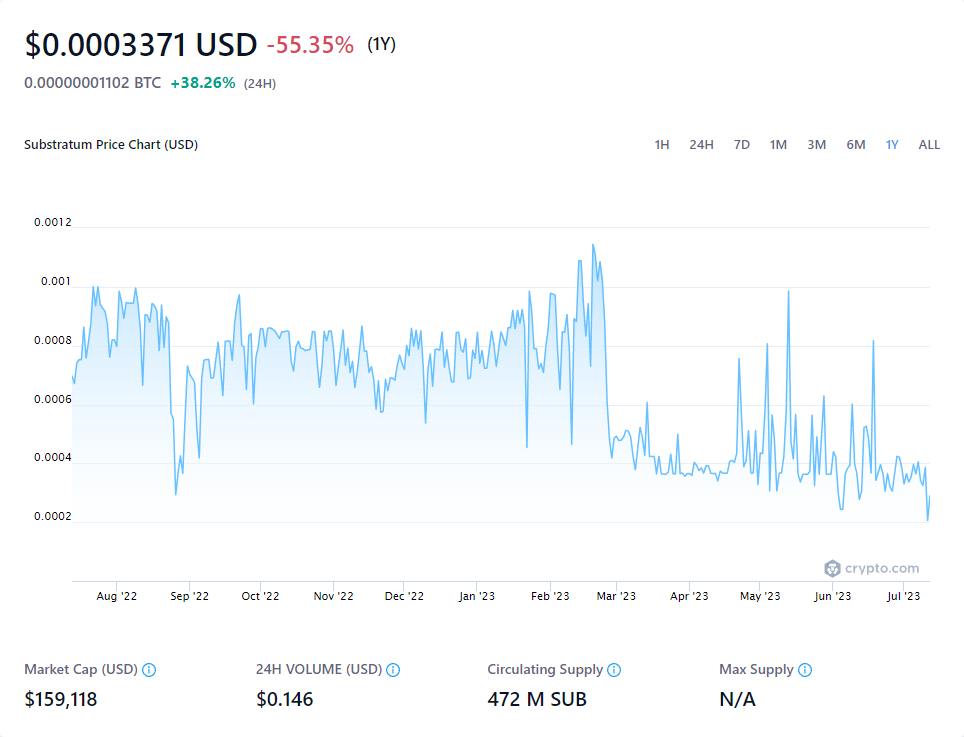 $0.0003371 USD -55.35% (1Y)
0.00000001102 BTC +38.26% (24H)
Substratum Price Chart (USD) 1H 24H 7D 1M 3M 6M 1Y ALL
0.0012
0.001
0.0008
0.0006
0.0004
0.0002
crypto.com
Aug '22 Sep '22 Oct '22 Nov '22 Dec '22 Jan '23 Feb '23 Mar '23 Apr '23 May '23 Jun '23 Jul '23
Market Cap (USD) 24H VOLUME (USD) Circulating Supply Max Supply
$159,118 $0.146 472 M SUB N/A